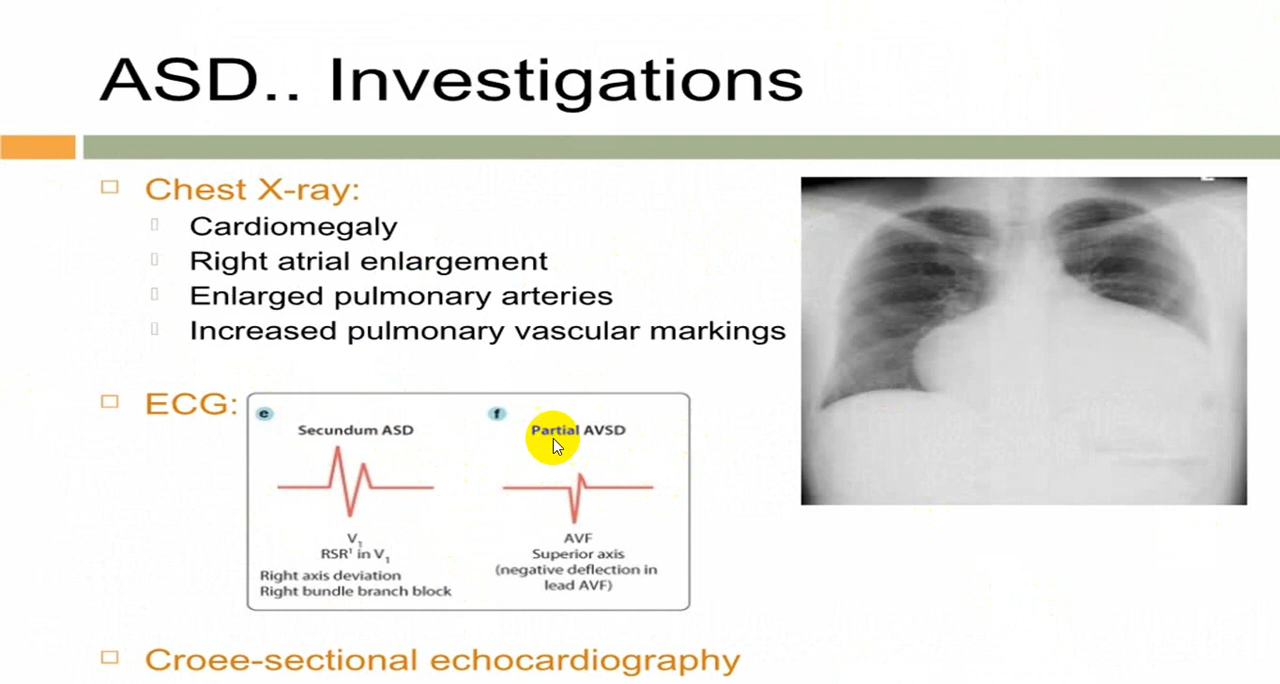 ASD.. Investigations
Chest X-ray:
Cardiomegaly
Right atrial enlargement
Enlarged pulmonary arteries
Increased pulmonary vascular markings
ECG:
e
Secundum ASD
V₁
RSR¹ in V₁
Right axis deviation
Right bundle branch block
f
Partial AVSD
AVF
Superior axis
(negative deflection in
lead AVF)
Croee-sectional echocardiography